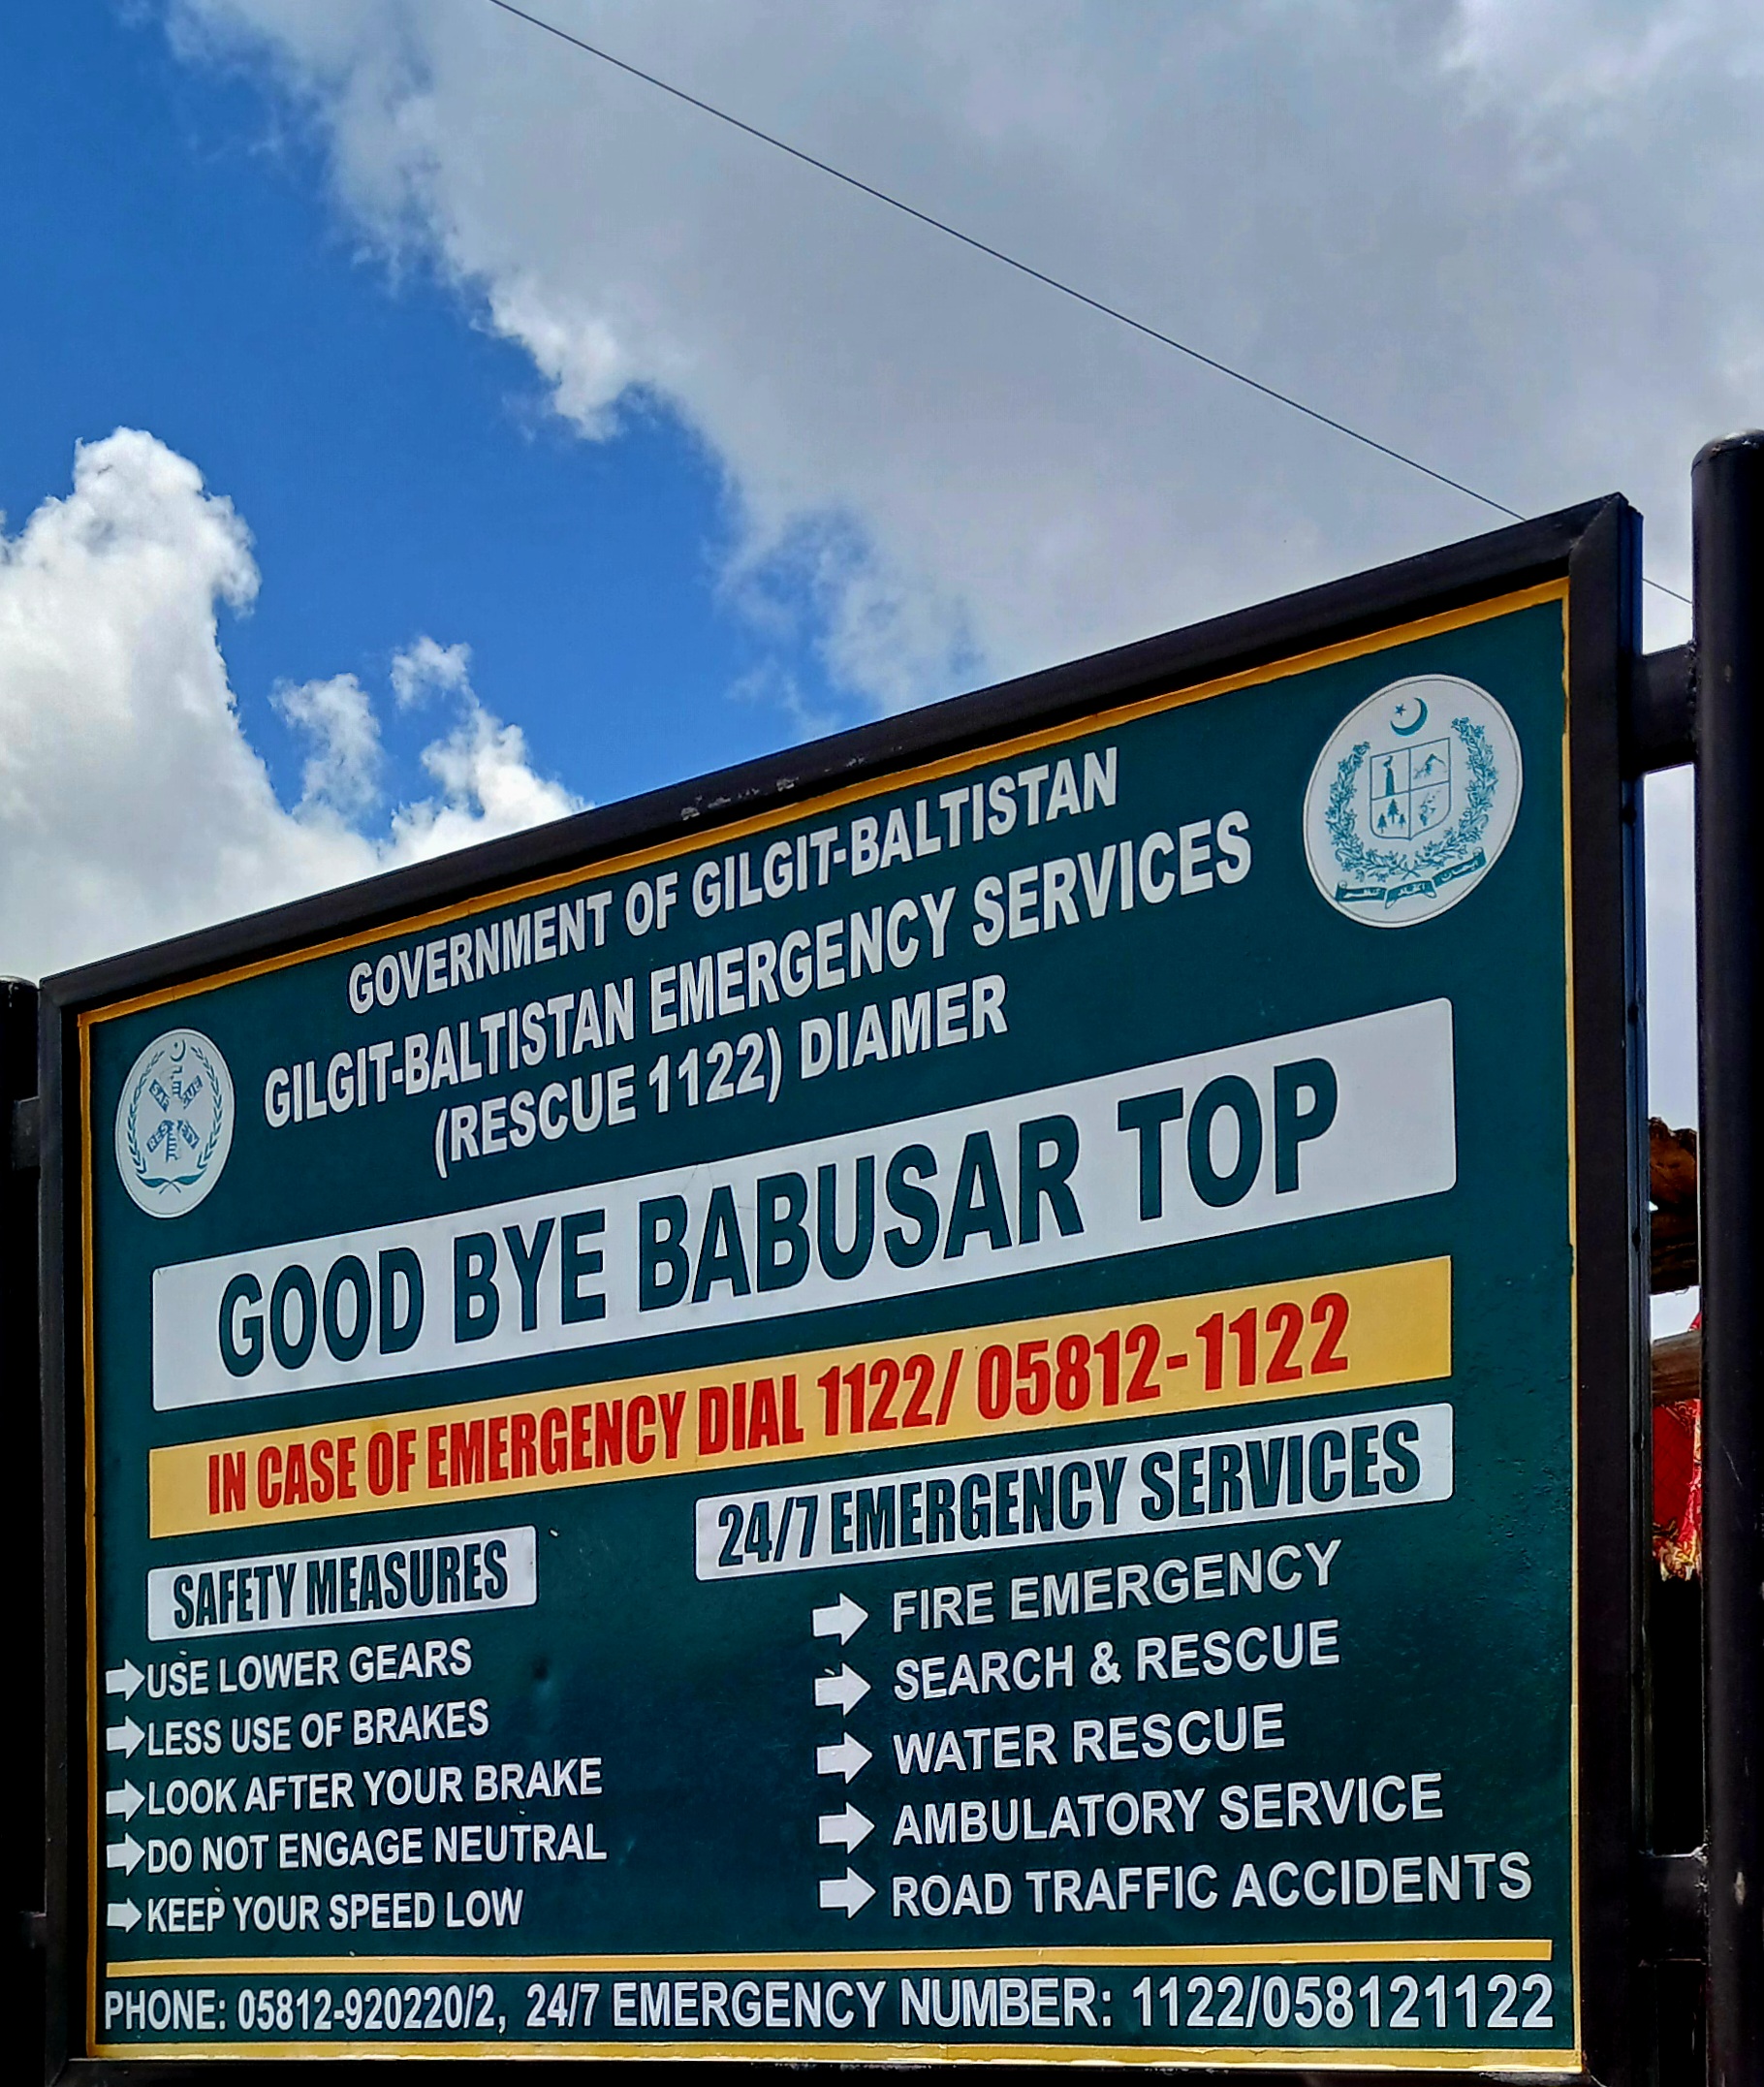 GOVERNMENT OF GILGIT-BALTISTAN
GILGIT-BALTISTAN EMERGENCY SERVICES
(RESCUE 1122) DIAMER
GOOD BYE BABUSAR TOP
IN CASE OF EMERGENCY DIAL 1122/ 05812-1122
SAFETY MEASURES
USE LOWER GEARS
LESS USE OF BRAKES
LOOK AFTER YOUR BRAKE
DO NOT ENGAGE NEUTRAL
KEEP YOUR SPEED LOW
24/7 EMERGENCY SERVICES
FIRE EMERGENCY
SEARCH & RESCUE
WATER RESCUE
AMBULATORY SERVICE
ROAD TRAFFIC ACCIDENTS
PHONE: 05812-920220/2, 24/7 EMERGENCY NUMBER: 1122/058121122